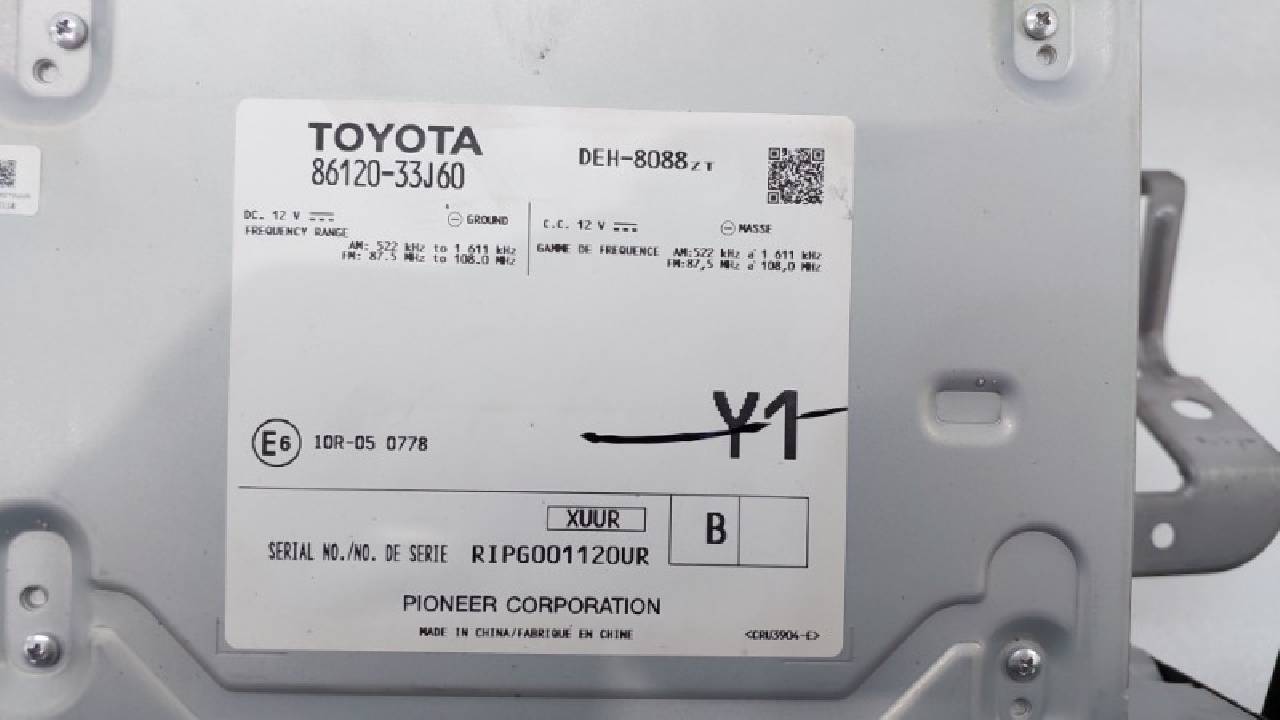 TOYOTA
86120-33J60
DEH-8088ZT
DC. 12 V
GROUND
FREQUENCY RANGE
AM: 522 kHz to 1 611 kHz
FM: 87.5 MHz to 108.0 MHz
C.C. 12 V
MASSE
GAMME DE FREQUENCE
AM:522 kHz à 1 611 kHz
FM:87,5 MHz à 108,0 MHz
Y1
E6 10R-05 0778
XUUR
B
SERIAL NO./NO. DE SERIE RIPG001120UR
PIONEER CORPORATION
MADE IN CHINA/FABRIQUÉ EN CHINE
<CRU3904-E>